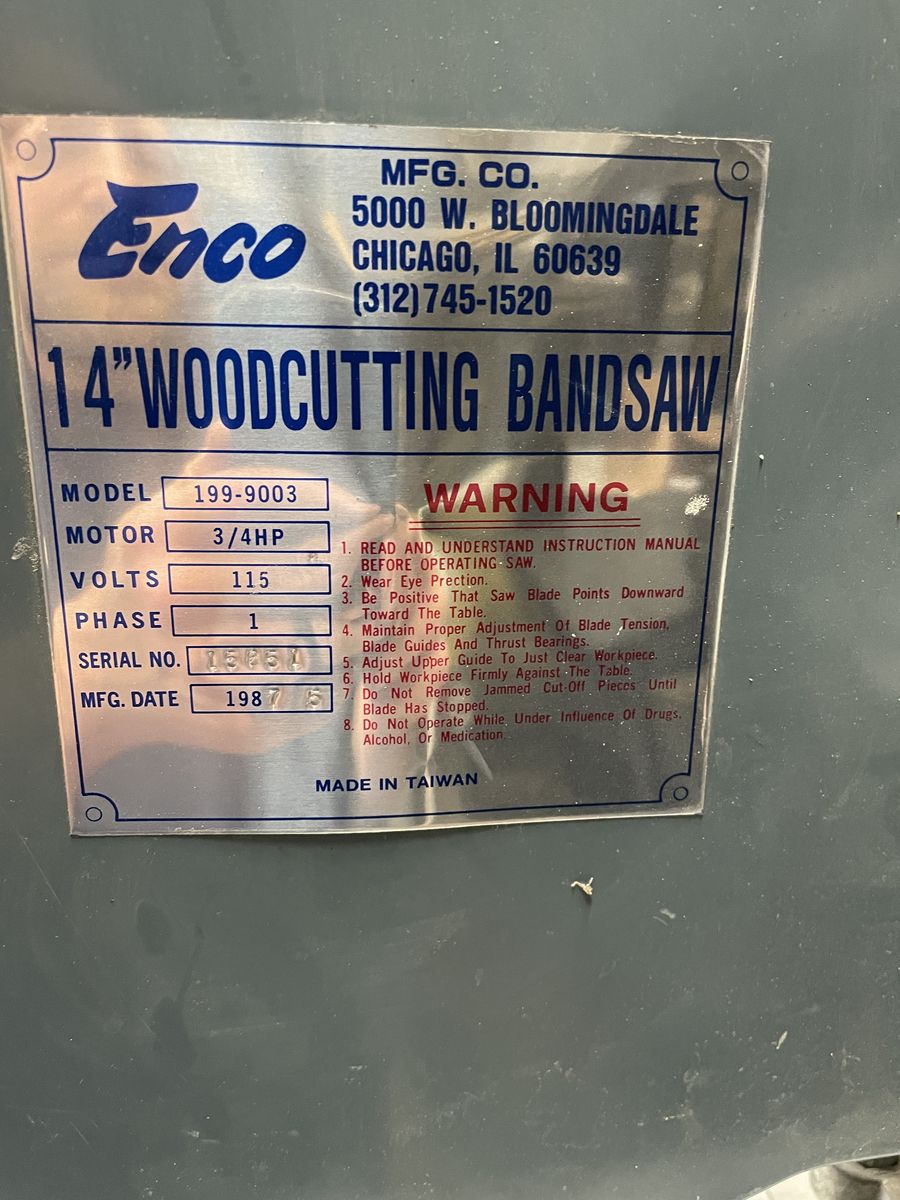 Enco
MFG. CO.
5000 W. BLOOMINGDALE
CHICAGO, IL 60639
(312)745-1520
14" WOODCUTTING BANDSAW
MODEL 199-9003
MOTOR 3/4HP
VOLTS 115
PHASE 1
SERIAL NO.
MFG. DATE 1987 5
WARNING
1. READ AND UNDERSTAND INSTRUCTION MANUAL
BEFORE OPERATING SAW.
2. Wear Eye Prection.
3. Be Positive That Saw Blade Points Downward
Toward The Table.
4. Maintain Proper Adjustment Of Blade Tension,
Blade Guides And Thrust Bearings.
5. Adjust Upper Guide To Just Clear Workpiece.
6. Hold Workpiece Firmly Against The Table.
7. Do Not Remove Jammed Cut-Off Pieces Until
Blade Has Stopped.
8. Do Not Operate While Under Influence Of Drugs,
Alcohol, Or Medication.
MADE IN TAIWAN